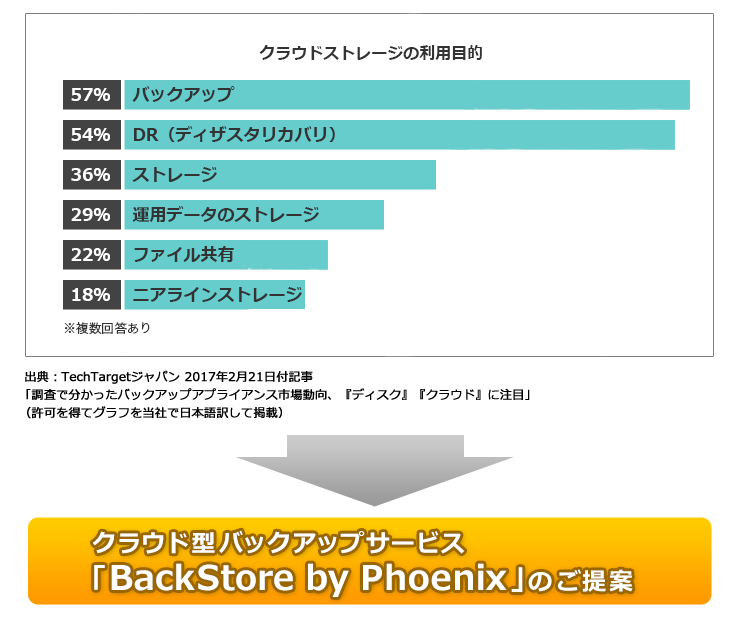 クラウドストレージの利用目的
57% バックアップ
54% DR（ディザスタリカバリ）
36% ストレージ
29% 運用データのストレージ
22% ファイル共有
18% ニアラインストレージ
※複数回答あり
出典：TechTargetジャパン 2017年2月21日付記事
「調査で分かったバックアップアプライアンス市場動向、『ディスク』『クラウド』に注目」
（許可を得てグラフを当社で日本語訳して掲載）
クラウド型バックアップサービス
「BackStore by Phoenix」のご提案